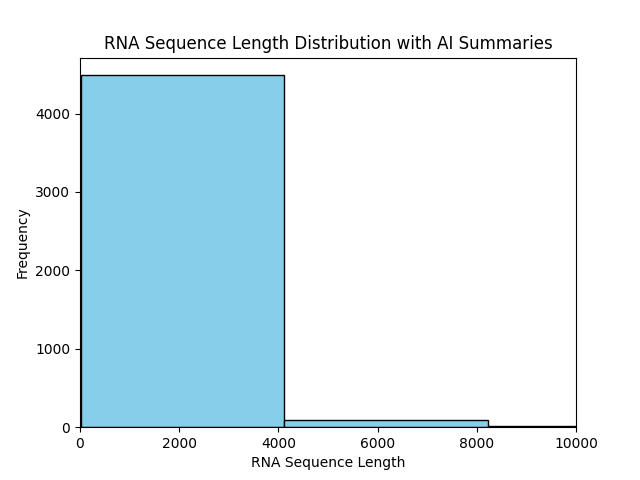 RNA Sequence Length Distribution with AI Summaries
4000
3000
2000
1000
0
Frequency
0 2000 4000 6000 8000 10000
RNA Sequence Length